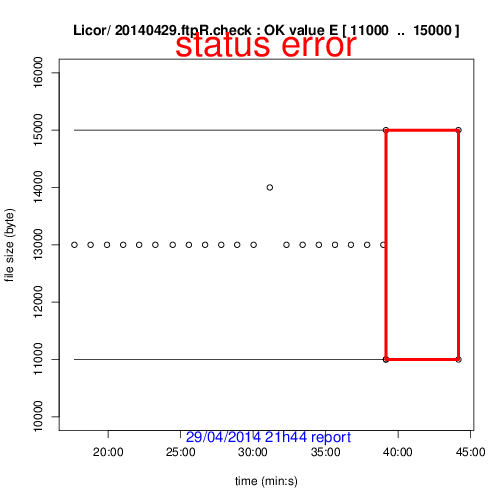 Licor/ 20140429.ftpR.check : OK value E [ 11000 .. 15000 ]
status error
file size (byte)
16000
15000
14000
13000
12000
11000
10000
29/04/2014 21h44 report
20:00 25:00 30:00 35:00 40:00 45:00
time (min:s)